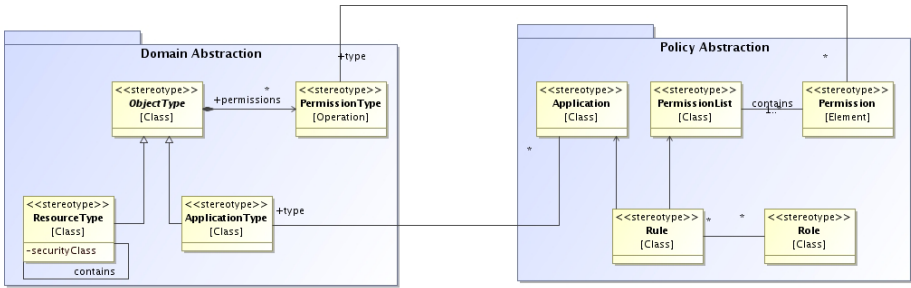 Domain Abstraction
<<stereotype>>
ObjectType
[Class]
+permissions
*
<<stereotype>>
PermissionType
[Operation]
+type
<<stereotype>>
ResourceType
[Class]
-securityClass
contains
<<stereotype>>
ApplicationType
[Class]
+type
Policy Abstraction
<<stereotype>>
Application
[Class]
*
<<stereotype>>
PermissionList
[Class]
contains
1..*
<<stereotype>>
Permission
[Element]
*
<<stereotype>>
Rule
[Class]
*
*
<<stereotype>>
Role
[Class]